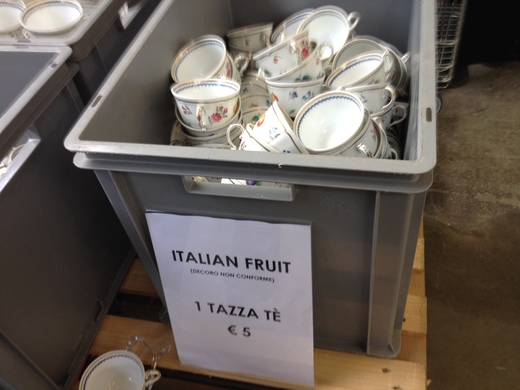 ITALIAN FRUIT
(DECORO NON CONFORME)
1 TAZZA TÈ
€ 5